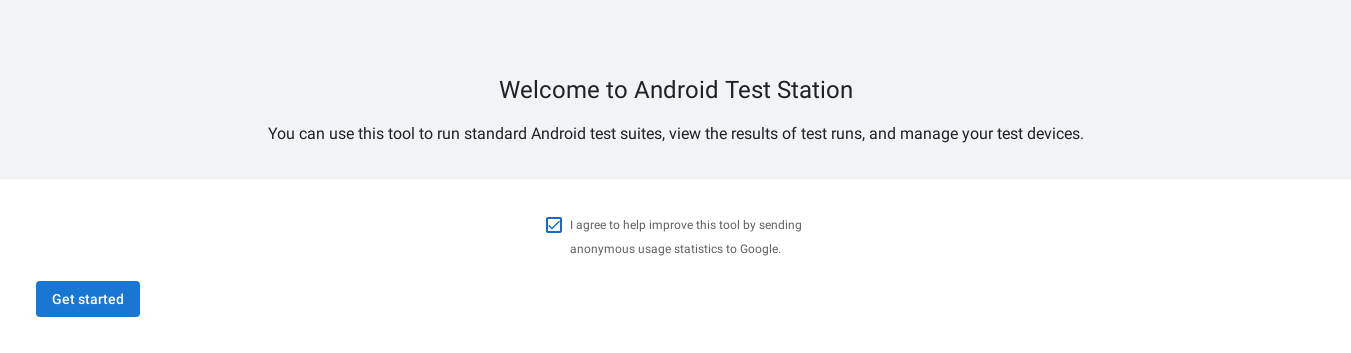 Welcome to Android Test Station
You can use this tool to run standard Android test suites, view the results of test runs, and manage your test devices.
I agree to help improve this tool by sending
anonymous usage statistics to Google.
Get started